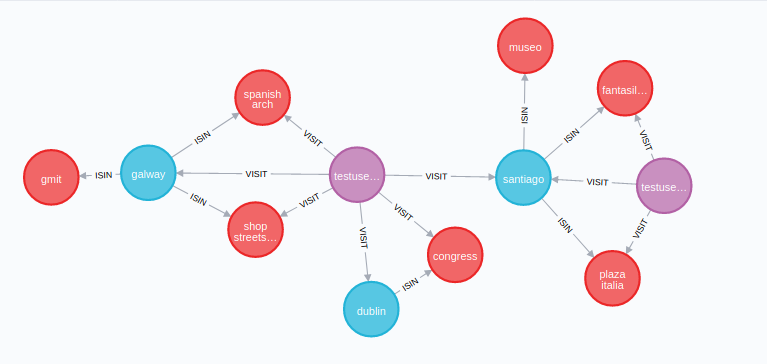 museo
fantasil…
ISIN
ISIN
VISIT
spanish
arch
ISIN
VISIT
gmit
ISIN
galway
VISIT
testuse…
VISIT
santiago
VISIT
testuse…
ISIN
VISIT
shop
streets…
VISIT
VISIT
congress
ISIN
VISIT
plaza
italia
ISIN
dublin